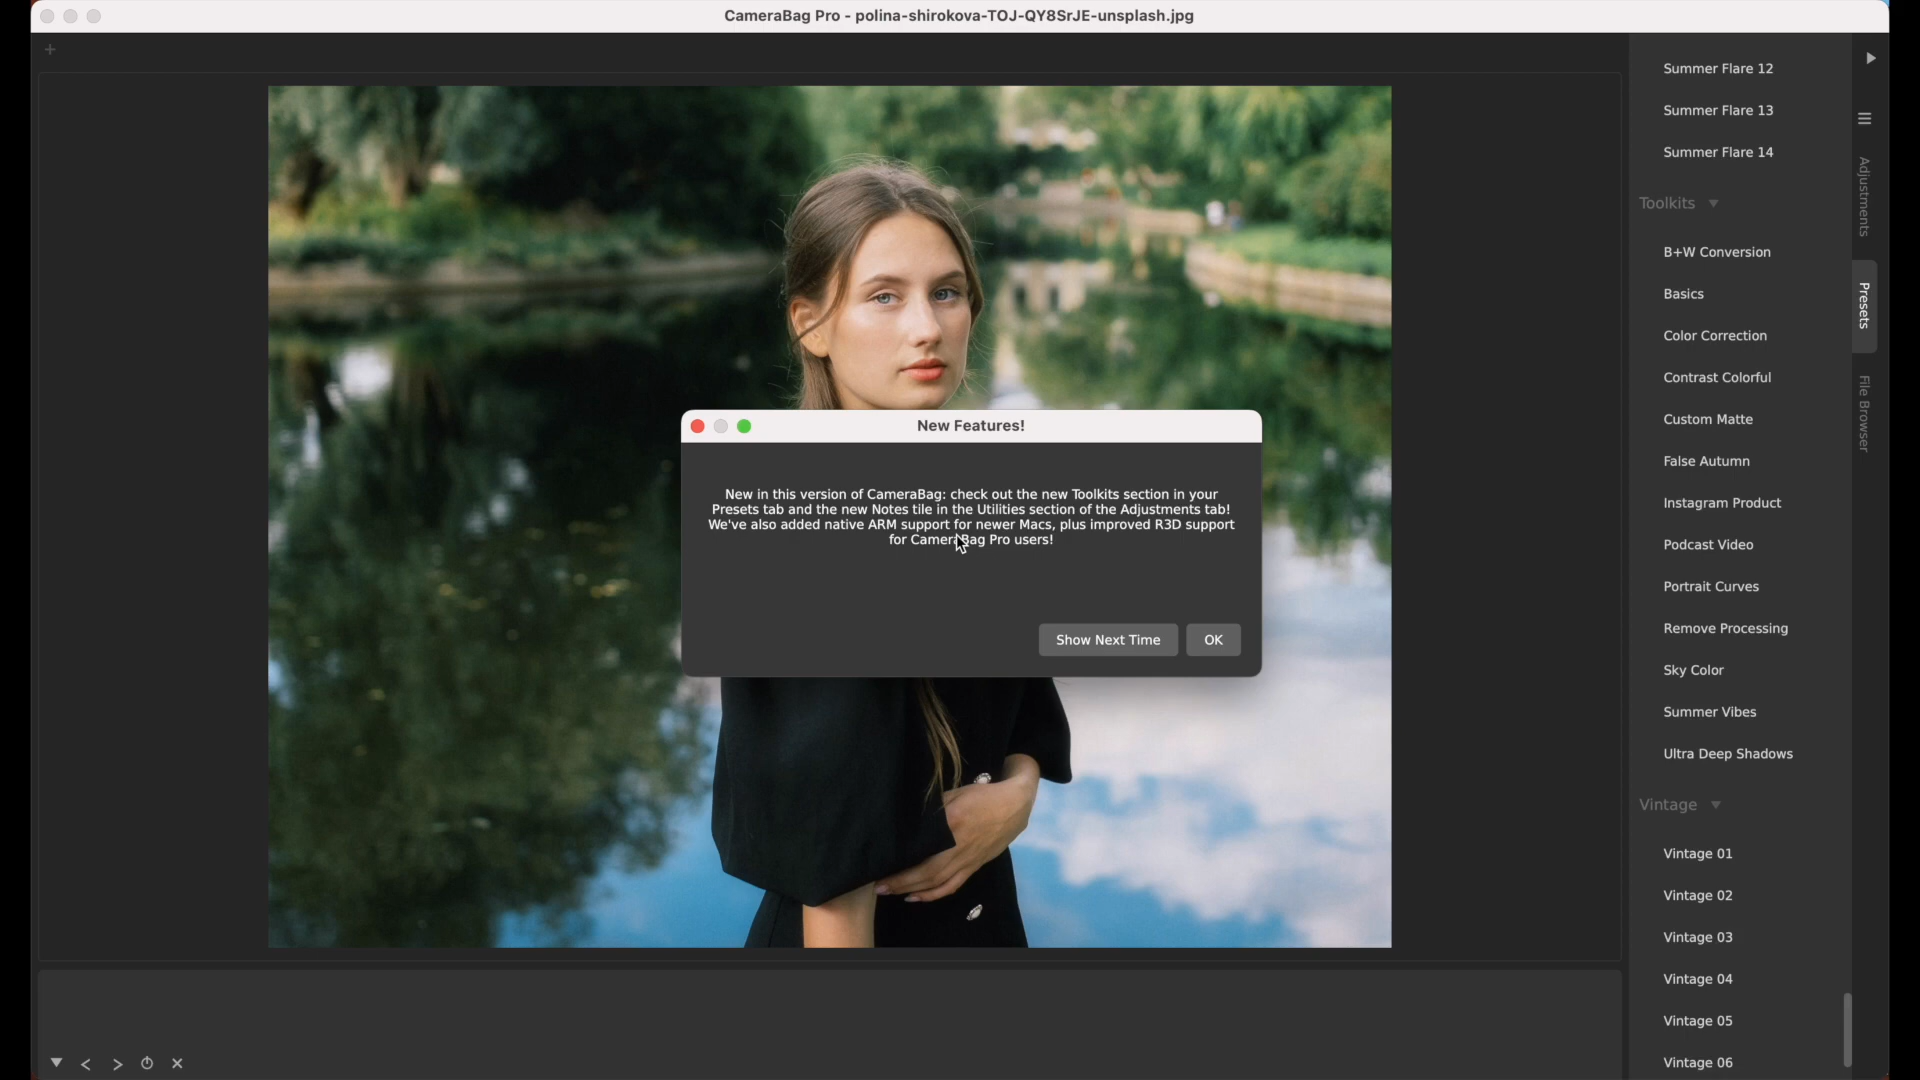 CameraBag Pro - polina-shirokova-TOJ-QY8SrJE-unsplash.jpg
Summer Flare 12
Summer Flare 13
Summer Flare 14
Toolkits
B+W Conversion
Basics
Color Correction
Contrast Colorful
Custom Matte
False Autumn
Instagram Product
Podcast Video
Portrait Curves
Remove Processing
Sky Color
Summer Vibes
Ultra Deep Shadows
Vintage
Vintage 01
Vintage 02
Vintage 03
Vintage 04
Vintage 05
Vintage 06
Adjustments
Presets
File Browser
New Features!
New in this version of CameraBag: check out the new Toolkits section in your
Presets tab and the new Notes tile in the Utilities section of the Adjustments tab!
We've also added native ARM support for newer Macs, plus improved R3D support
for CameraBag Pro users!
Show Next Time
OK